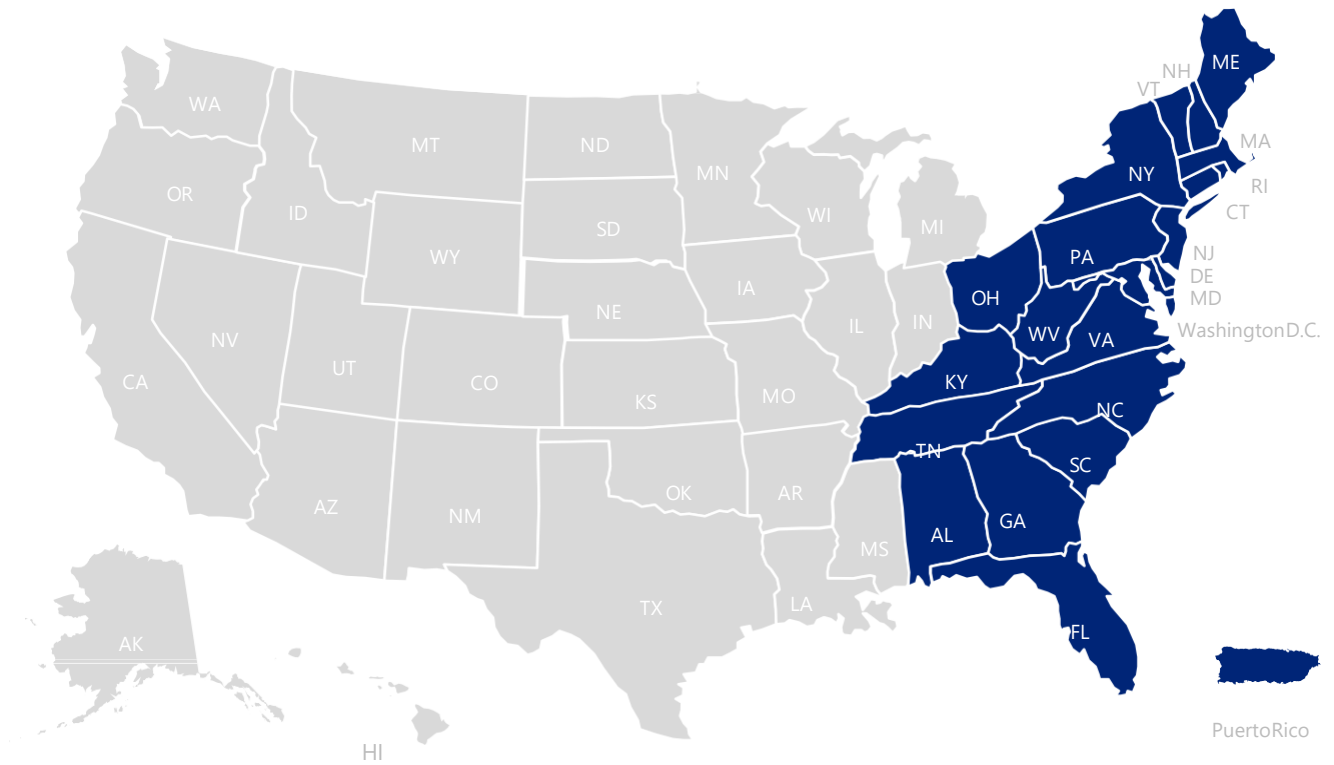 ME
NH
VT
WA
MT
ND
MA
MN
NY
RI
OR
ID
CT
WI
MI
SD
NJ
WY
PA
DE
IA
MD
OH
NE
IL
IN
WashingtonD.C.
NV
WV
VA
UT
CA
CO
KY
KS
MO
NC
TN
SC
OK
AR
AZ
NM
GA
AL
MS
LA
TX
FL
AK
PuertoRico
HI